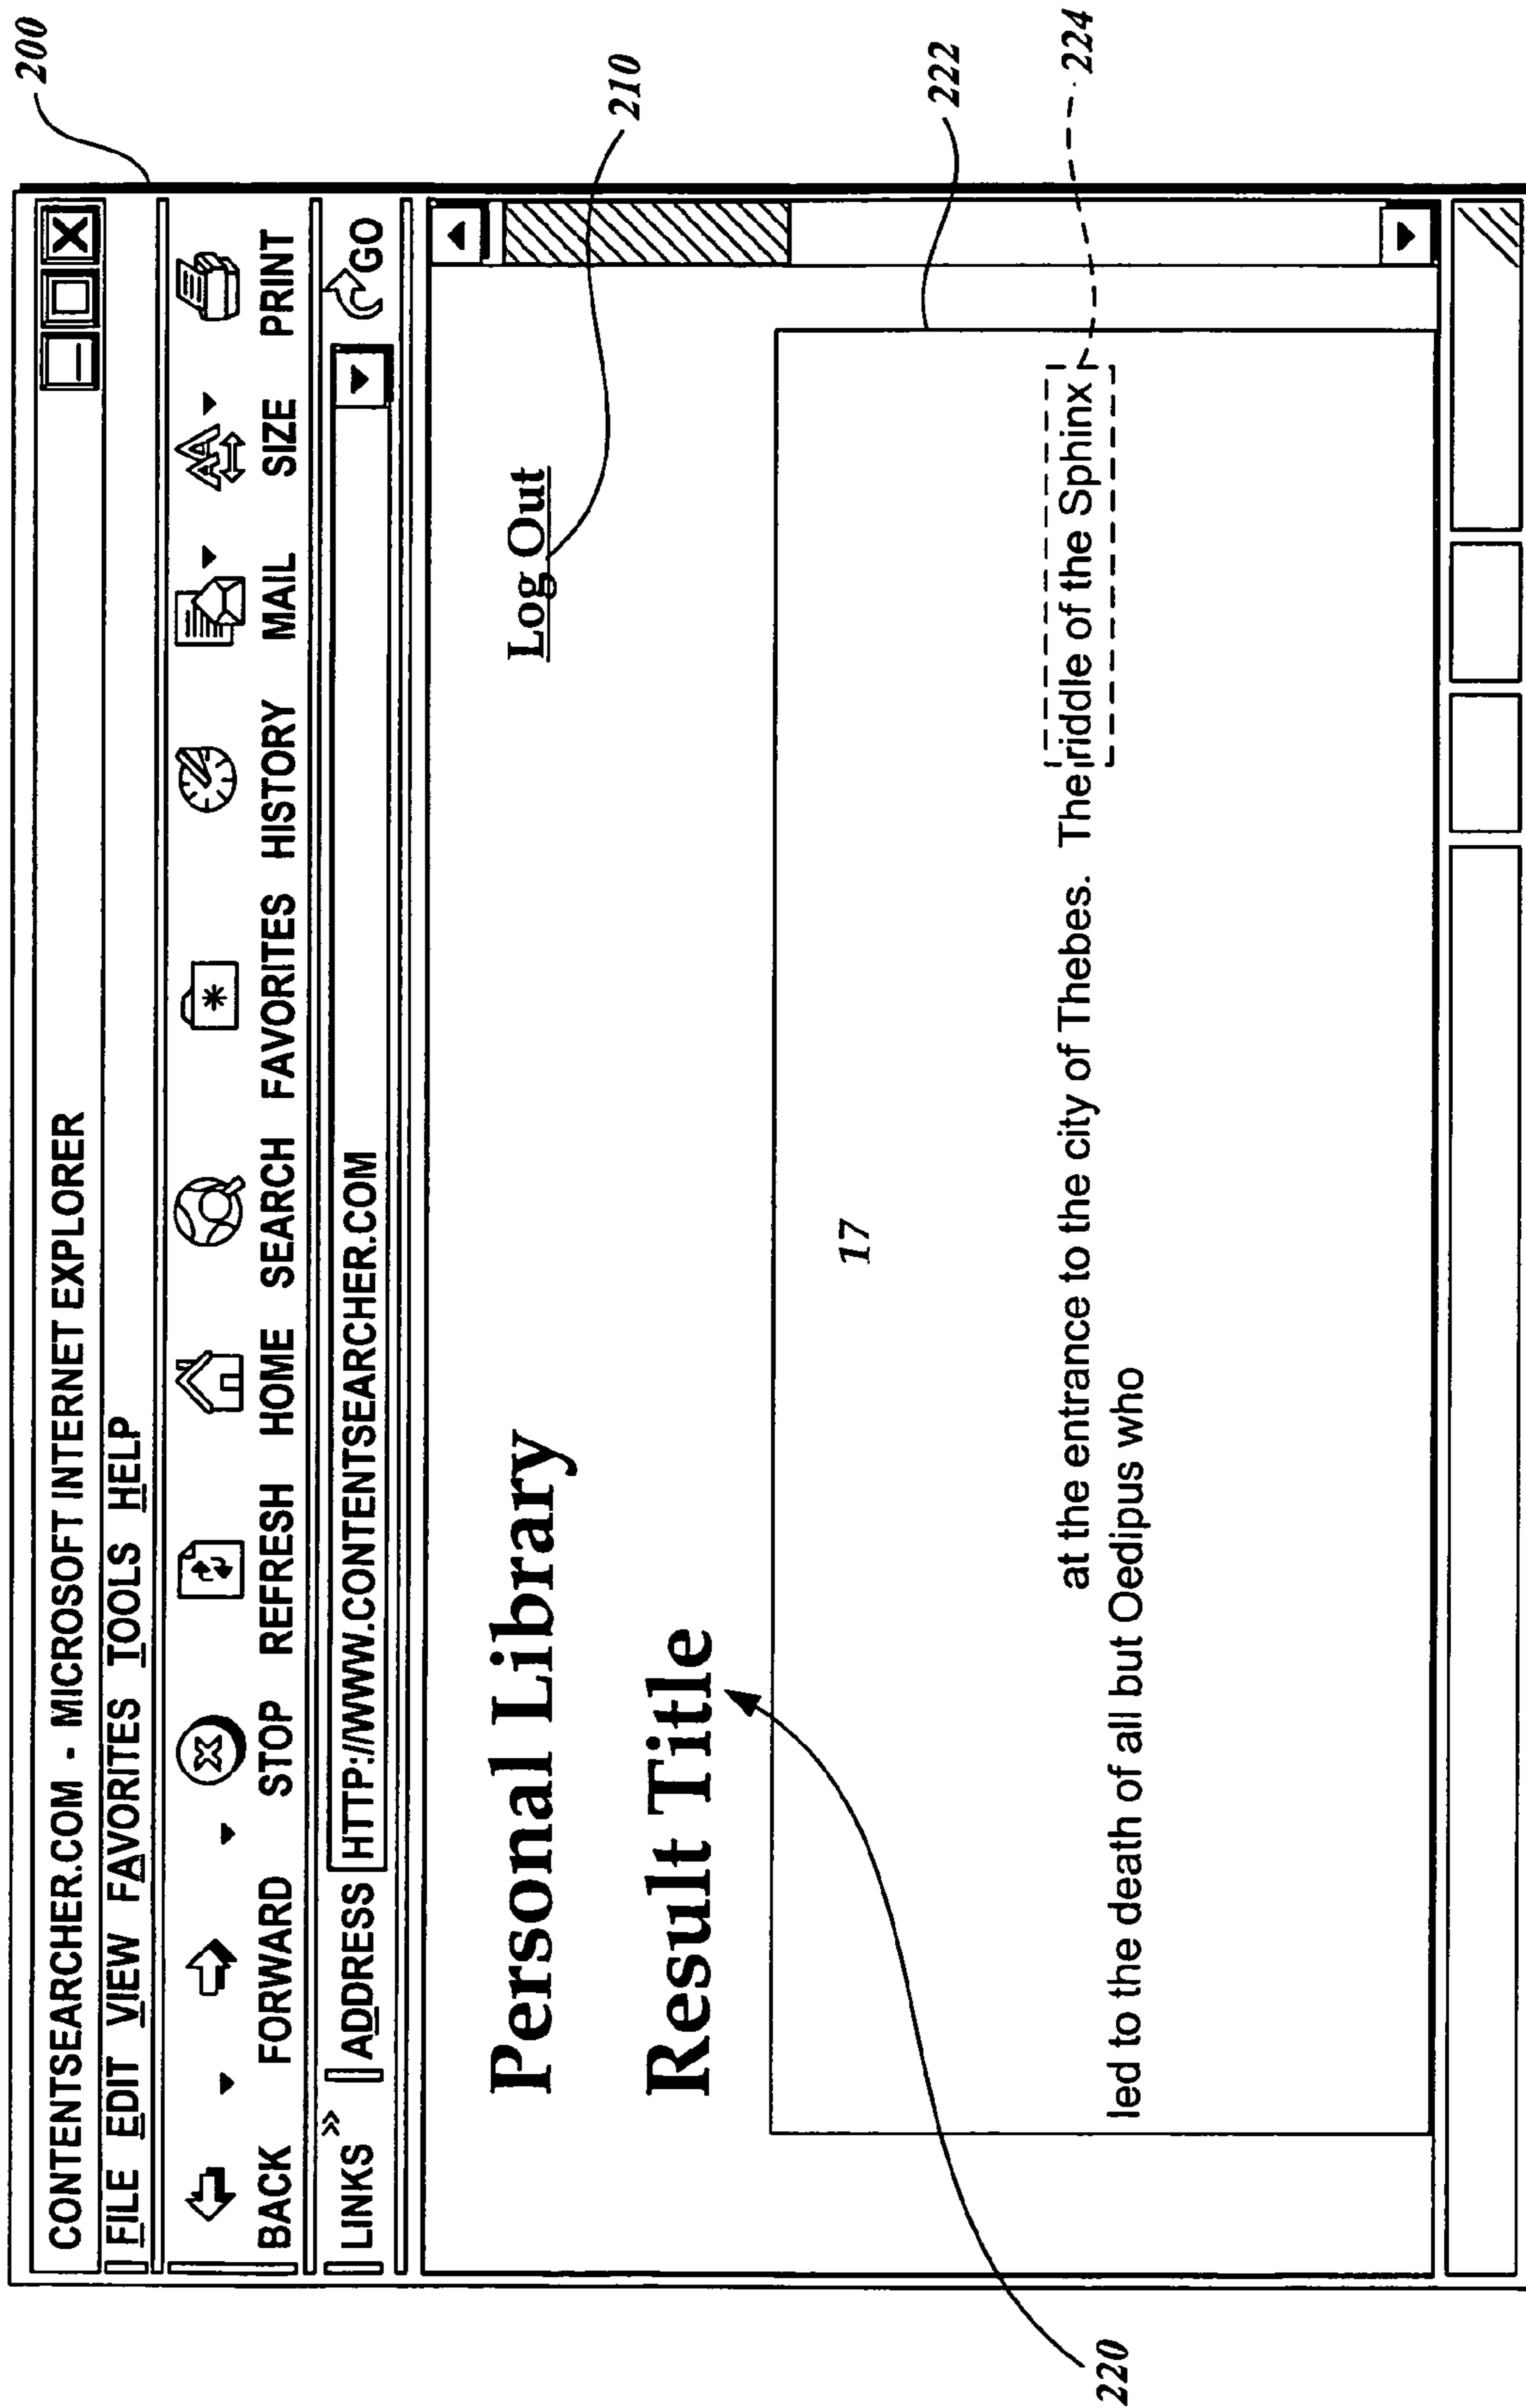 200
CONTENTSEARCHER.COM - MICROSOFT INTERNET EXPLORER
FILE EDIT VIEW FAVORITES TOOLS HELP
BACK FORWARD STOP REFRESH HOME SEARCH FAVORITES HISTORY MAIL SIZE PRINT
LINKS » ADDRESS HTTP://WWW.CONTENTSEARCHER.COM GO
Personal Library
Log Out
210
Result Title
17
222
at the entrance to the city of Thebes. The riddle of the Sphinx
224
led to the death of all but Oedipus who
220